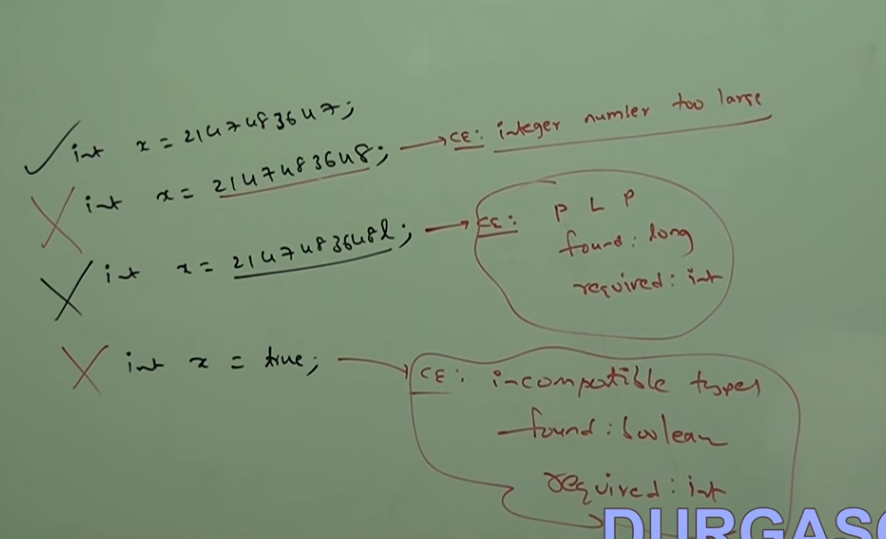 int x = 2147483647;
int x = 2147483648; → CE: integer number too large
int x = 2147483648l; → CE: P L P
found: long
required: int
int x = true; → CE: incompatible types
found: boolean
required: int
DURGASO